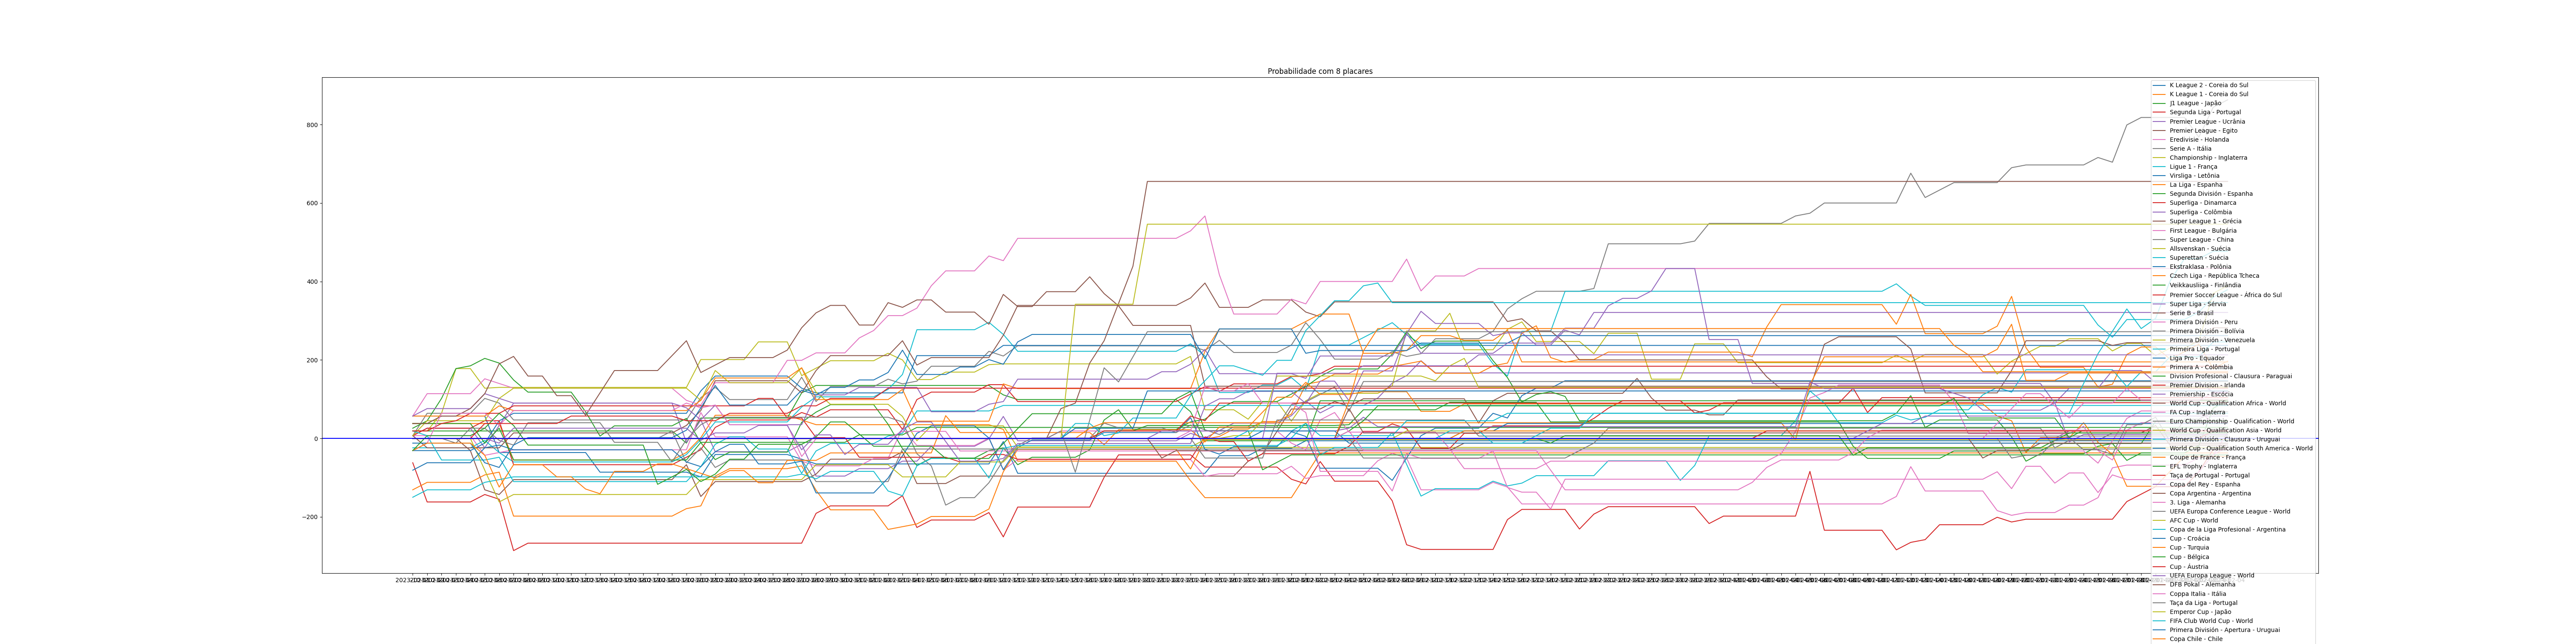 Probabilidade com 8 placares
800
600
400
200
0
−200
K League 2 - Coreia do Sul
K League 1 - Coreia do Sul
J1 League - Japão
Segunda Liga - Portugal
Premier League - Ucrânia
Premier League - Egito
Eredivisie - Holanda
Serie A - Itália
Championship - Inglaterra
Ligue 1 - França
Virsliga - Letônia
La Liga - Espanha
Segunda División - Espanha
Superliga - Dinamarca
Superliga - Colômbia
Super League 1 - Grécia
First League - Bulgária
Super League - China
Allsvenskan - Suécia
Superettan - Suécia
Ekstraklasa - Polônia
Czech Liga - República Tcheca
Veikkausliiga - Finlândia
Premier Soccer League - África do Sul
Super Liga - Sérvia
Serie B - Brasil
Primera División - Peru
Primera División - Bolívia
Primera División - Venezuela
Primeira Liga - Portugal
Liga Pro - Equador
Primera A - Colômbia
Division Profesional - Clausura - Paraguai
Premier Division - Irlanda
Premiership - Escócia
World Cup - Qualification Africa - World
FA Cup - Inglaterra
Euro Championship - Qualification - World
World Cup - Qualification Asia - World
Primera División - Clausura - Uruguai
World Cup - Qualification South America - World
Coupe de France - França
EFL Trophy - Inglaterra
Taça de Portugal - Portugal
Copa del Rey - Espanha
Copa Argentina - Argentina
3. Liga - Alemanha
UEFA Europa Conference League - World
AFC Cup - World
Copa de la Liga Profesional - Argentina
Cup - Croácia
Cup - Turquia
Cup - Bélgica
Cup - Áustria
UEFA Europa League - World
DFB Pokal - Alemanha
Coppa Italia - Itália
Taça da Liga - Portugal
Emperor Cup - Japão
FIFA Club World Cup - World
Primera División - Apertura - Uruguai
Copa Chile - Chile